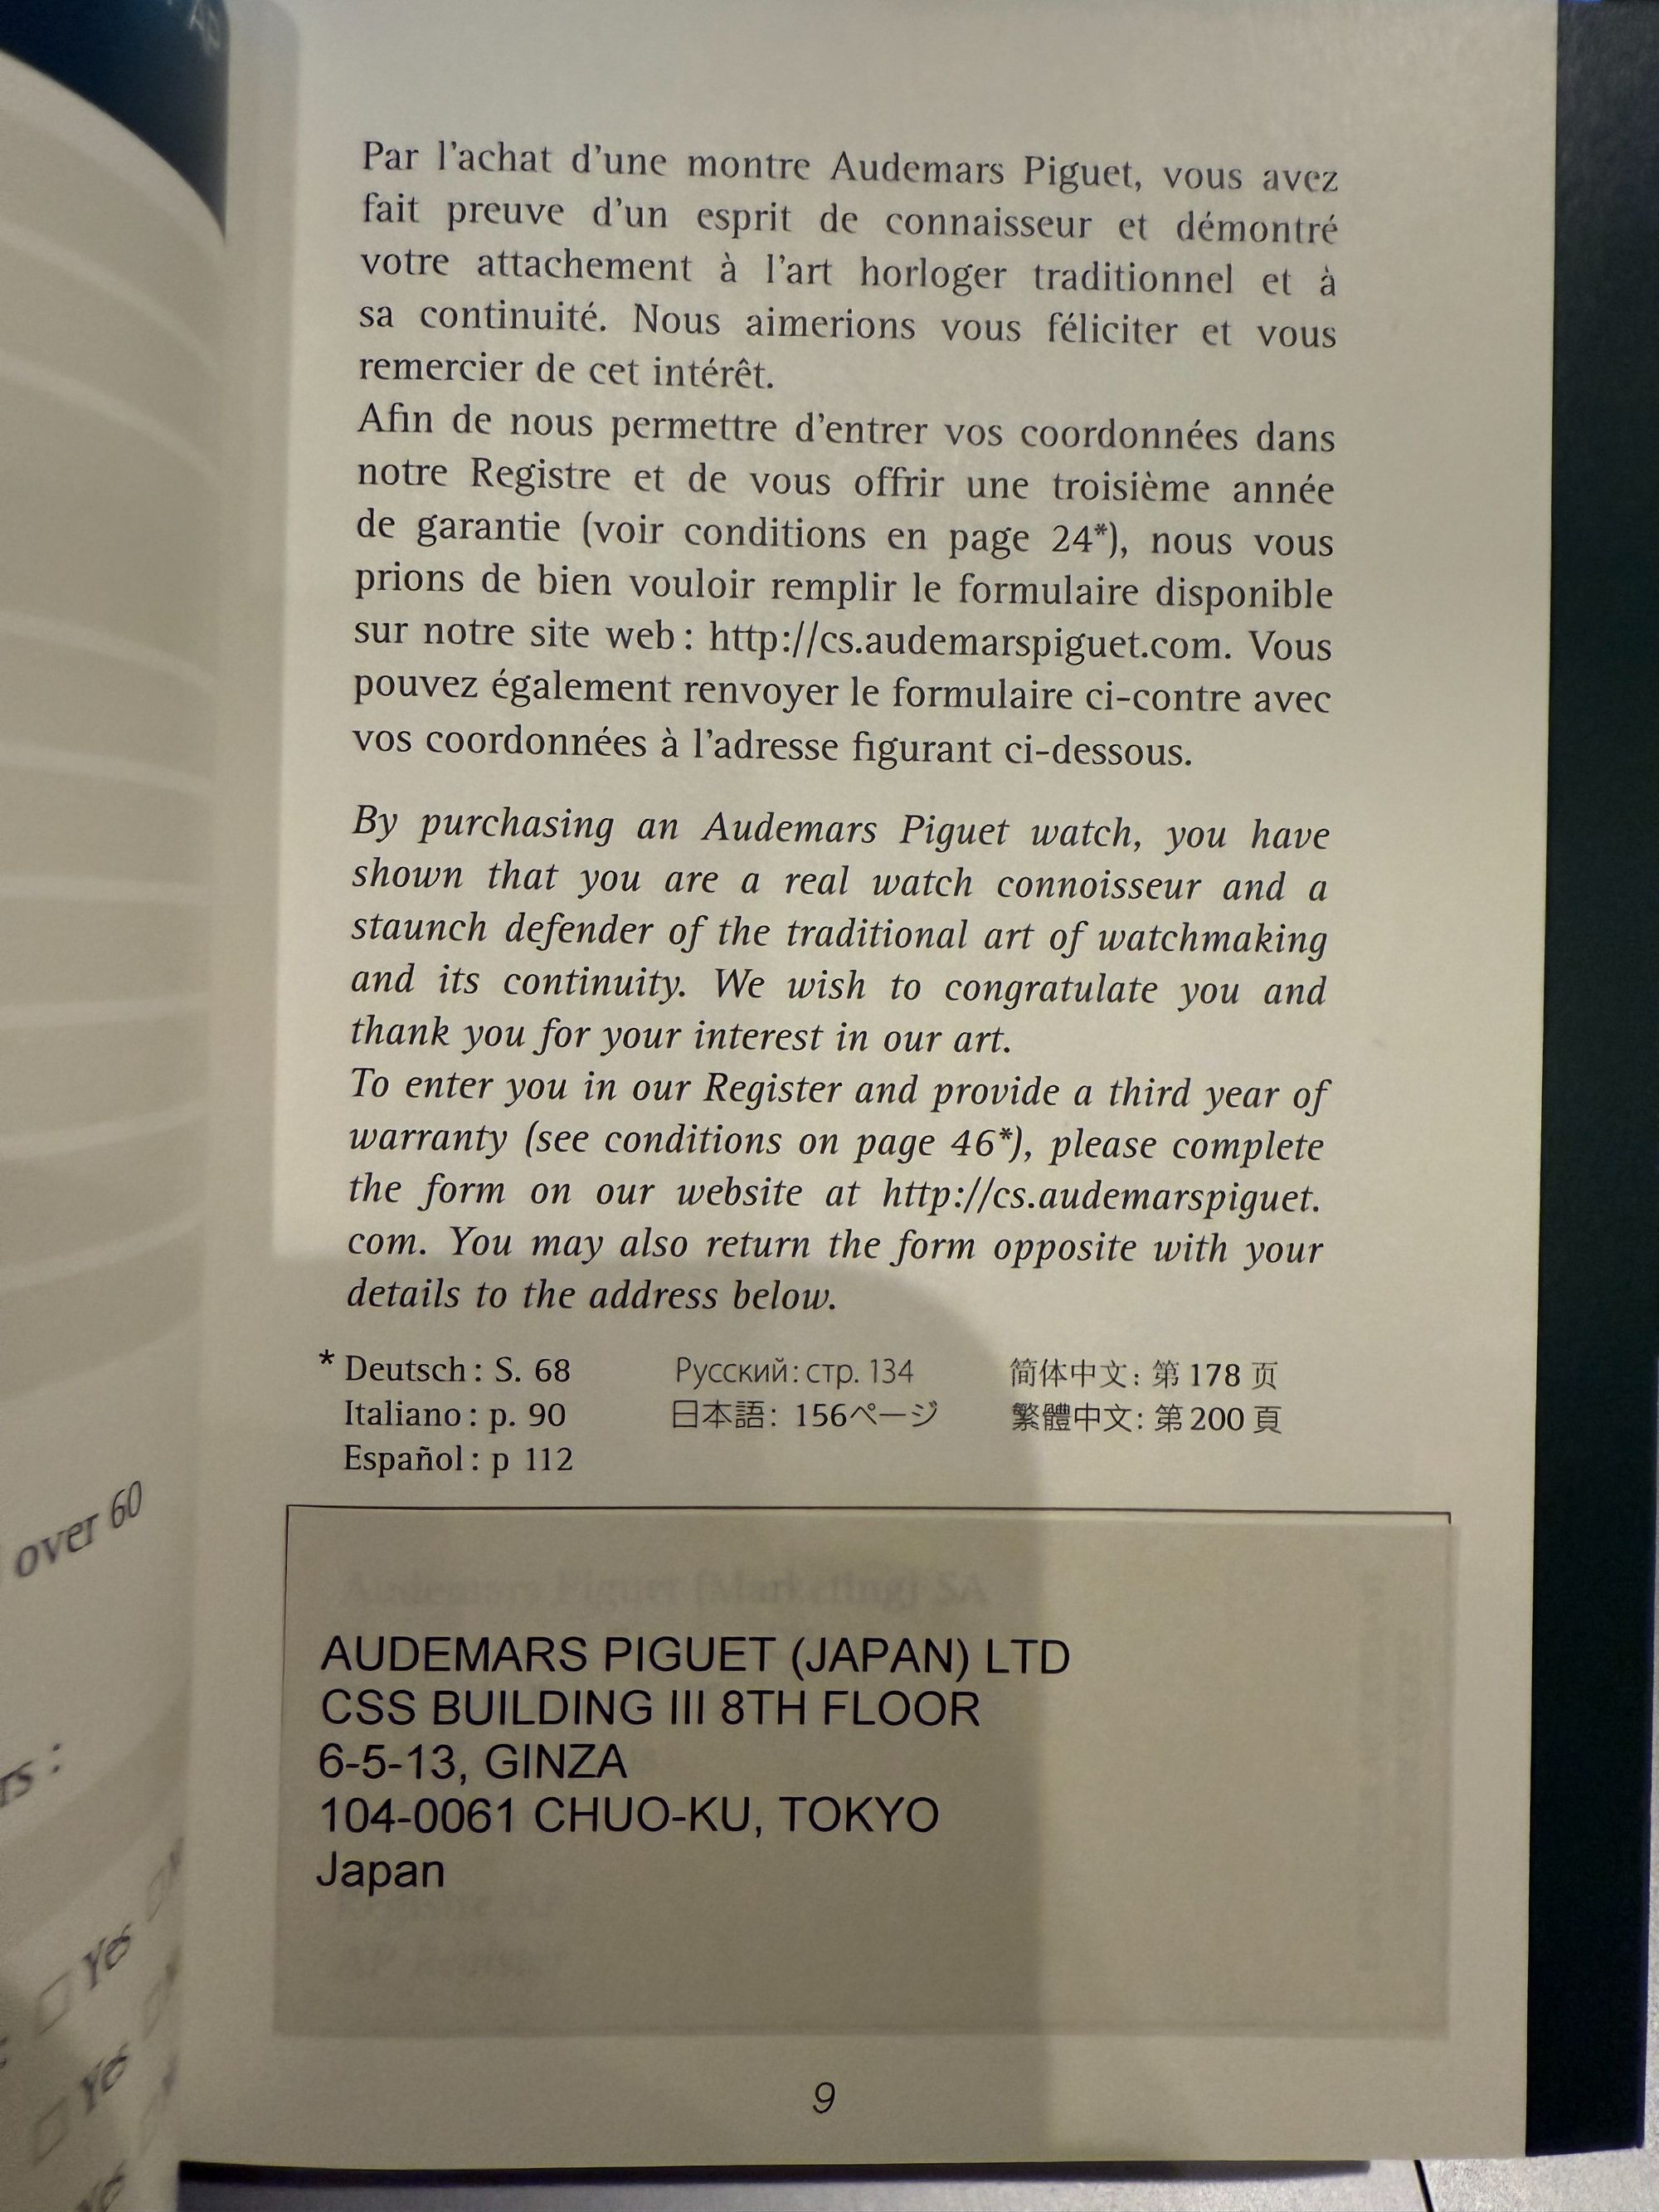 Par l'achat d'une montre Audemars Piguet, vous avez
fait preuve d'un esprit de connaisseur et démontré
votre attachement à l'art horloger traditionnel et à
sa continuité. Nous aimerions vous féliciter et vous
remercier de cet intérêt.
Afin de nous permettre d'entrer vos coordonnées dans
notre Registre et de vous offrir une troisième année
de garantie (voir conditions en page 24*), nous vous
prions de bien vouloir remplir le formulaire disponible
sur notre site web : http://cs.audemarspiguet.com. Vous
pouvez également renvoyer le formulaire ci-contre avec
vos coordonnées à l'adresse figurant ci-dessous.
By purchasing an Audemars Piguet watch, you have
shown that you are a real watch connoisseur and a
staunch defender of the traditional art of watchmaking
and its continuity. We wish to congratulate you and
thank you for your interest in our art.
To enter you in our Register and provide a third year of
warranty (see conditions on page 46*), please complete
the form on our website at http://cs.audemarspiguet.
com. You may also return the form opposite with your
details to the address below.
* Deutsch : S. 68
Italiano : p. 90
Español : p 112
Русский : стр. 134
日本語: 156ページ
简体中文: 第 178 页
繁體中文: 第 200 頁
Audemars Piguet (Marketing) SA
AUDEMARS PIGUET (JAPAN) LTD
CSS BUILDING III 8TH FLOOR
6-5-13, GINZA
104-0061 CHUO-KU, TOKYO
Japan
9
over 60
Yes
Yes